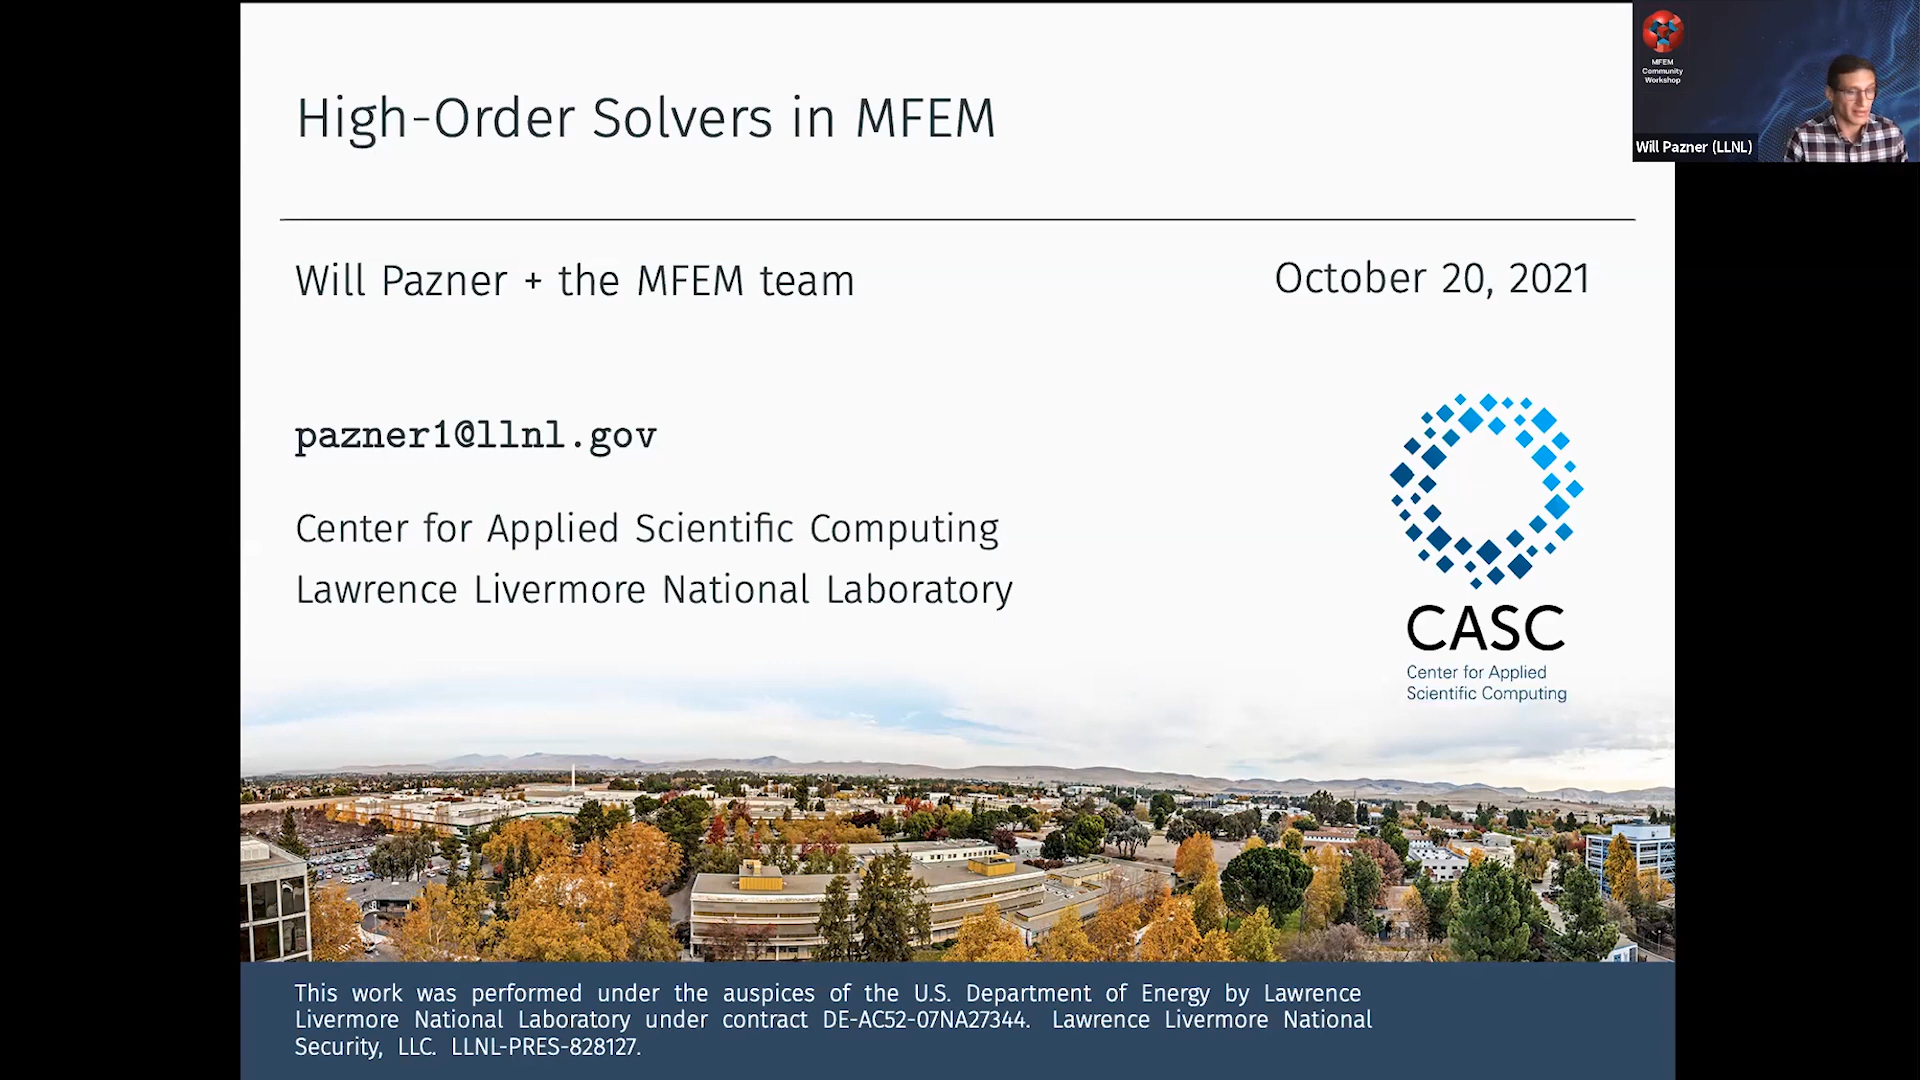 High-Order Solvers in MFEM
MFEM
Community
Workshop
Will Pazner (LLNL)
Will Pazner + the MFEM team
October 20, 2021
pazner1@llnl.gov
Center for Applied Scientific Computing
Lawrence Livermore National Laboratory
CASC
Center for Applied
Scientific Computing
This work was performed under the auspices of the U.S. Department of Energy by Lawrence
Livermore National Laboratory under contract DE-AC52-07NA27344. Lawrence Livermore National
Security, LLC. LLNL-PRES-828127.